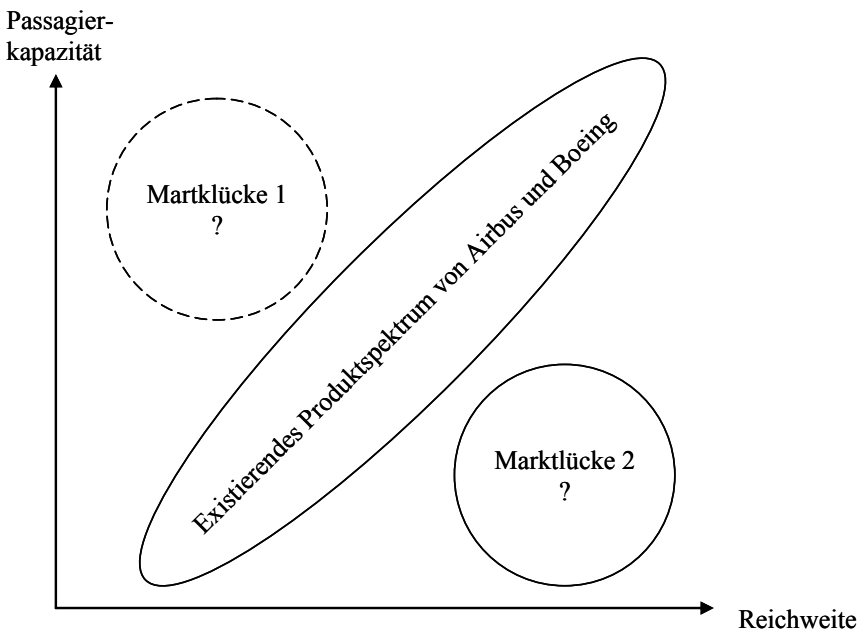 Passagier-
kapazität
Martklücke 1
?
Existierendes Produktspektrum von Airbus und Boeing
Marktlücke 2
?
Reichweite